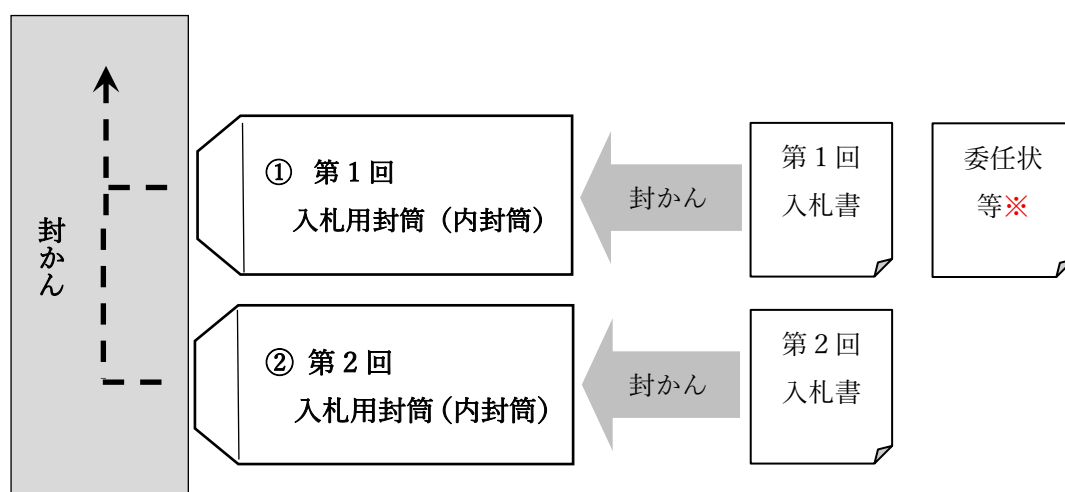 封かん
① 第１回
入札用封筒（内封筒）
封かん
第１回
入札書
委任状
等※
② 第２回
入札用封筒（内封筒）
封かん
第２回
入札書